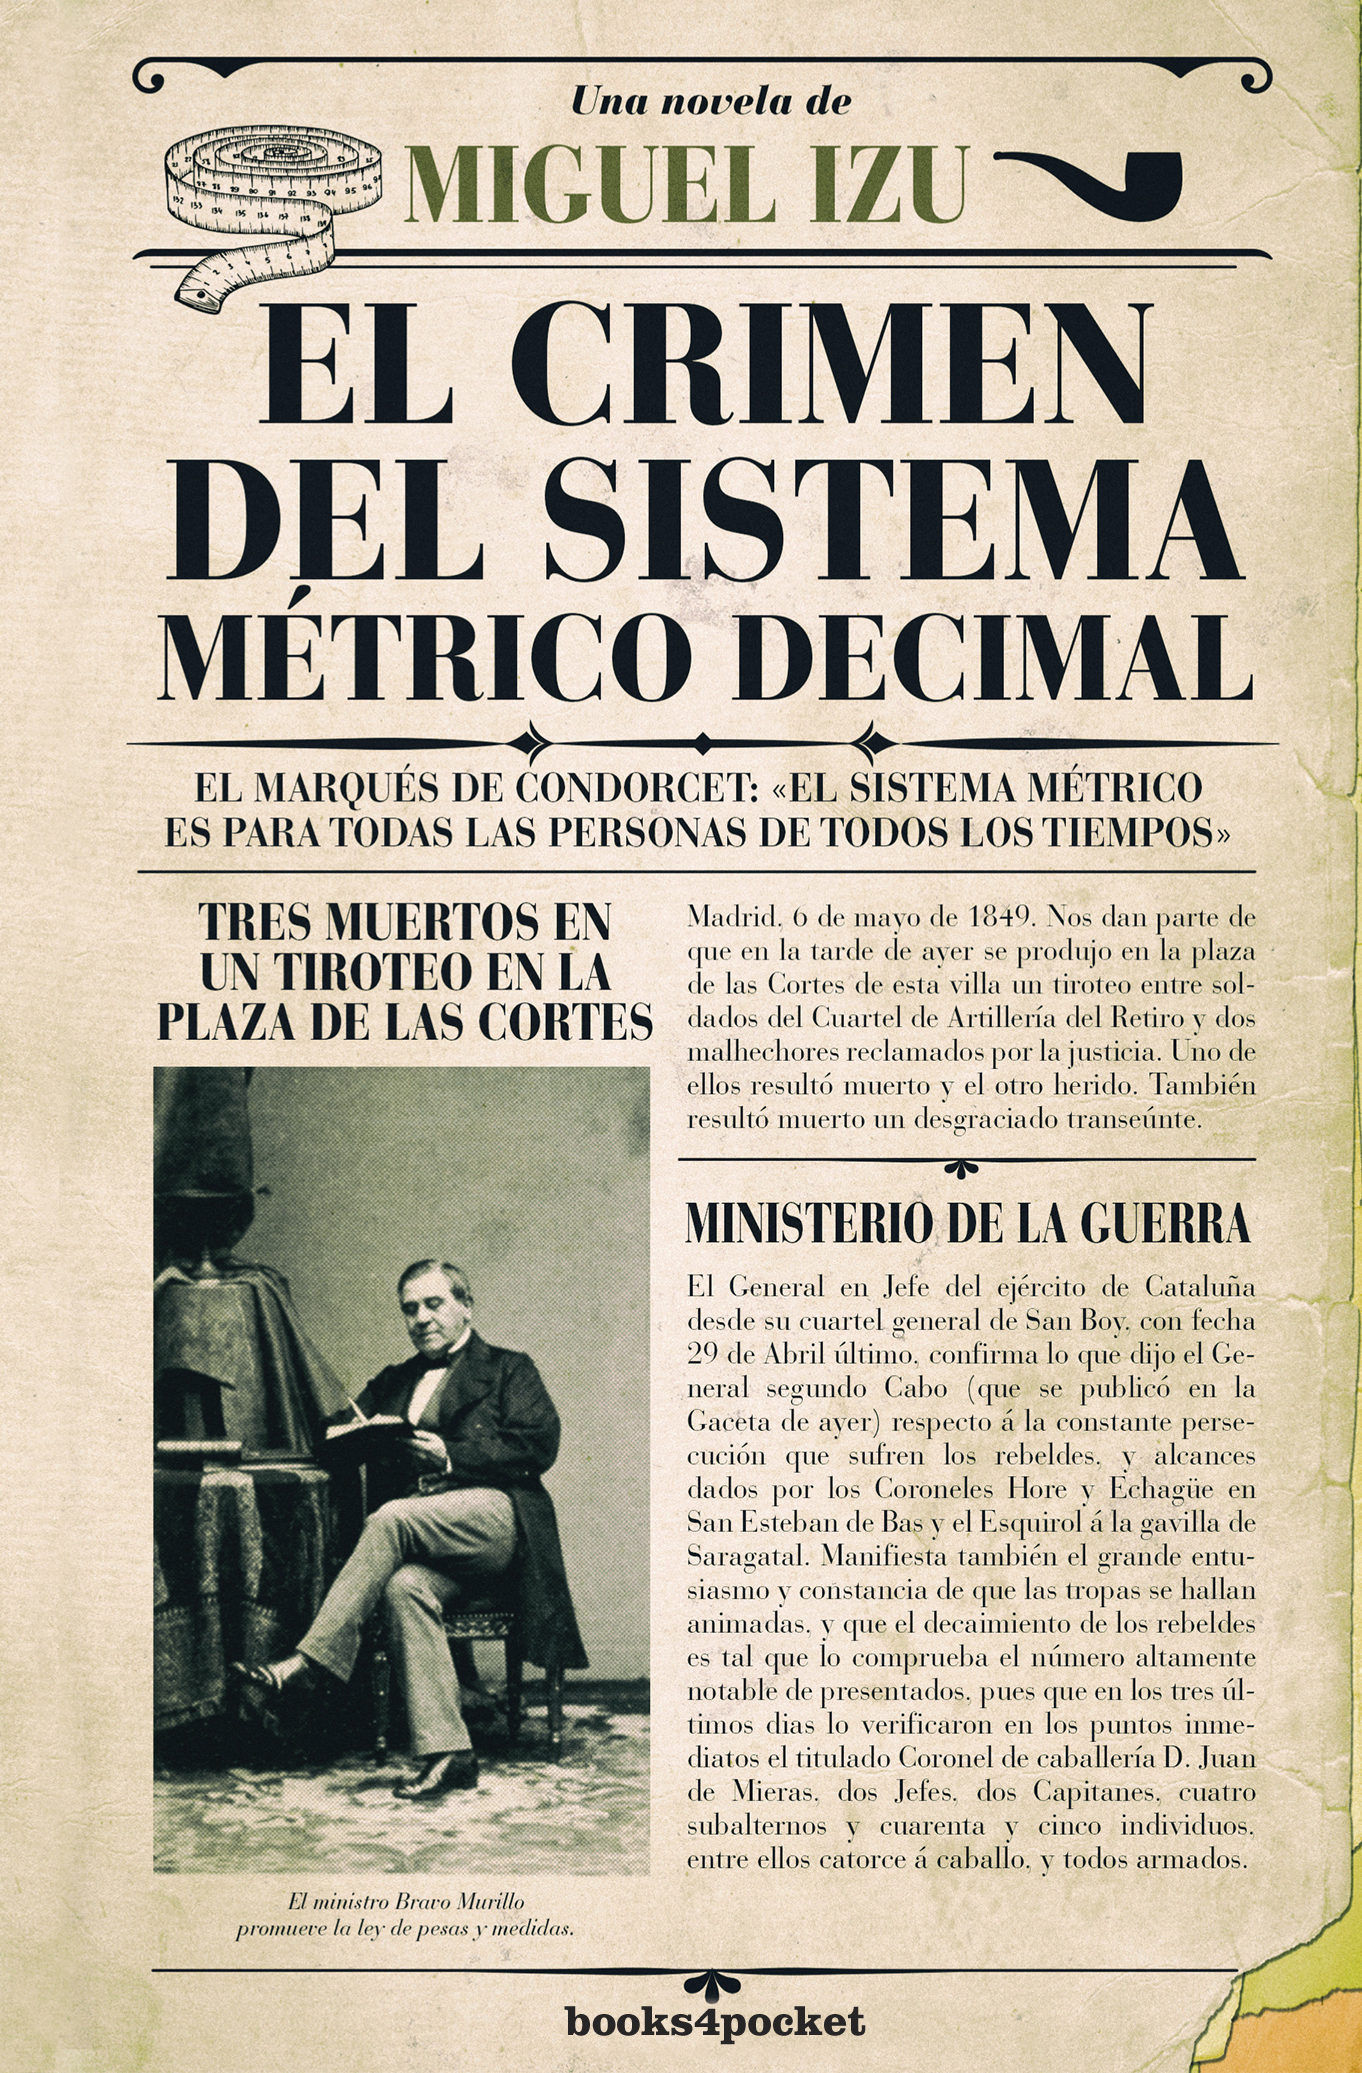 Una novela de
MIGUEL IZU
EL CRIMEN
DEL SISTEMA
MÉTRICO DECIMAL
EL MARQUÉS DE CONDORCET: «EL SISTEMA MÉTRICO
ES PARA TODAS LAS PERSONAS DE TODOS LOS TIEMPOS»
TRES MUERTOS EN
UN TIROTEO EN LA
PLAZA DE LAS CORTES
El ministro Bravo Murillo
promueve la ley de pesas y medidas.
Madrid, 6 de mayo de 1849. Nos dan parte de
que en la tarde de ayer se produjo en la plaza
de las Cortes de esta villa un tiroteo entre sol-
dados del Cuartel de Artillería del Retiro y dos
malhechores reclamados por la justicia. Uno de
ellos resultó muerto y el otro herido. También
resultó muerto un desgraciado transeúnte.
MINISTERIO DE LA GUERRA
El General en Jefe del ejército de Cataluña
desde su cuartel general de San Boy, con fecha
29 de Abril último, confirma lo que dijo el Ge-
neral segundo Cabo (que se publicó en la
Gaceta de ayer) respecto á la constante perse-
cución que sufren los rebeldes, y alcances
dados por los Coroneles Hore y Echagüe en
San Esteban de Bas y el Esquirol á la gavilla de
Saragatal. Manifiesta también el grande entu-
siasmo y constancia de que las tropas se hallan
animadas, y que el decaimiento de los rebeldes
es tal que lo comprueba el número altamente
notable de presentados, pues que en los tres úl-
timos dias lo verificaron en los puntos inme-
diatos el titulado Coronel de caballería D. Juan
de Mieras, dos Jefes, dos Capitanes, cuatro
subalternos y cuarenta y cinco individuos,
entre ellos catorce á caballo, y todos armados.
books4pocket